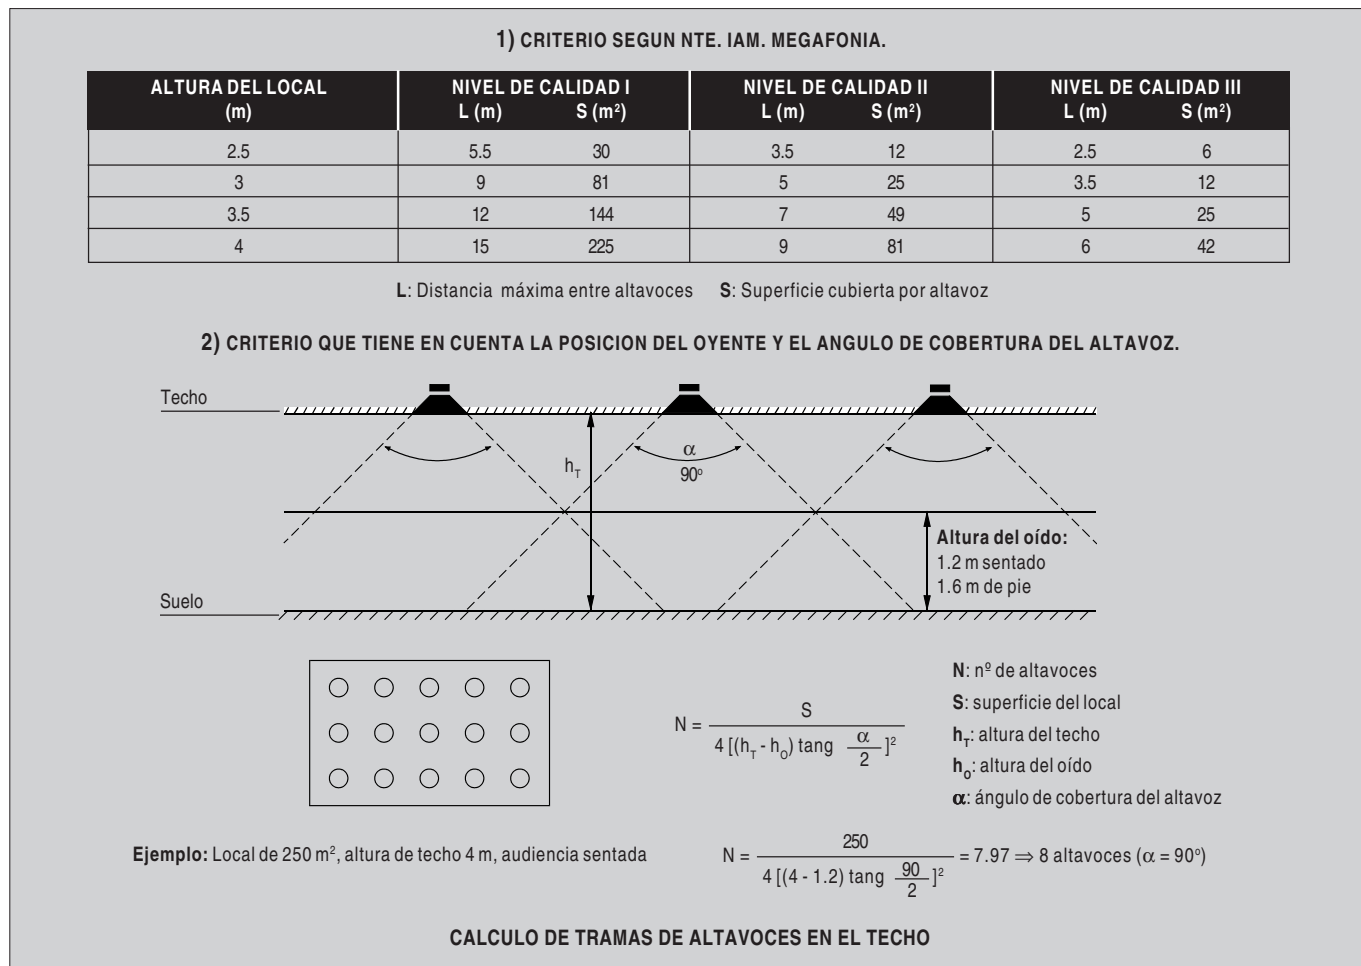 1) CRITERIO SEGUN NTE. IAM. MEGAFONIA.
ALTURA DEL LOCAL NIVEL DE CALIDAD I NIVEL DE CALIDAD II NIVEL DE CALIDAD III
(m) L (m) S (m²) L (m) S (m²) L (m) S (m²)
2.5 5.5 30 3.5 12 2.5 6
3 9 81 5 25 3.5 12
3.5 12 144 7 49 5 25
4 15 225 9 81 6 42
L: Distancia máxima entre altavoces S: Superficie cubierta por altavoz
2) CRITERIO QUE TIENE EN CUENTA LA POSICION DEL OYENTE Y EL ANGULO DE COBERTURA DEL ALTAVOZ.
Techo
h_T
α
90º
Altura del oído:
1.2 m sentado
1.6 m de pie
Suelo
N = S / 4 [(h_T - h_O) tang α/2 ]²
N: nº de altavoces
S: superficie del local
h_T: altura del techo
h_o: altura del oído
α: ángulo de cobertura del altavoz
Ejemplo: Local de 250 m², altura de techo 4 m, audiencia sentada
N = 250 / 4 [(4 - 1.2) tang 90/2 ]² = 7.97 ⇒ 8 altavoces (α = 90º)
CALCULO DE TRAMAS DE ALTAVOCES EN EL TECHO